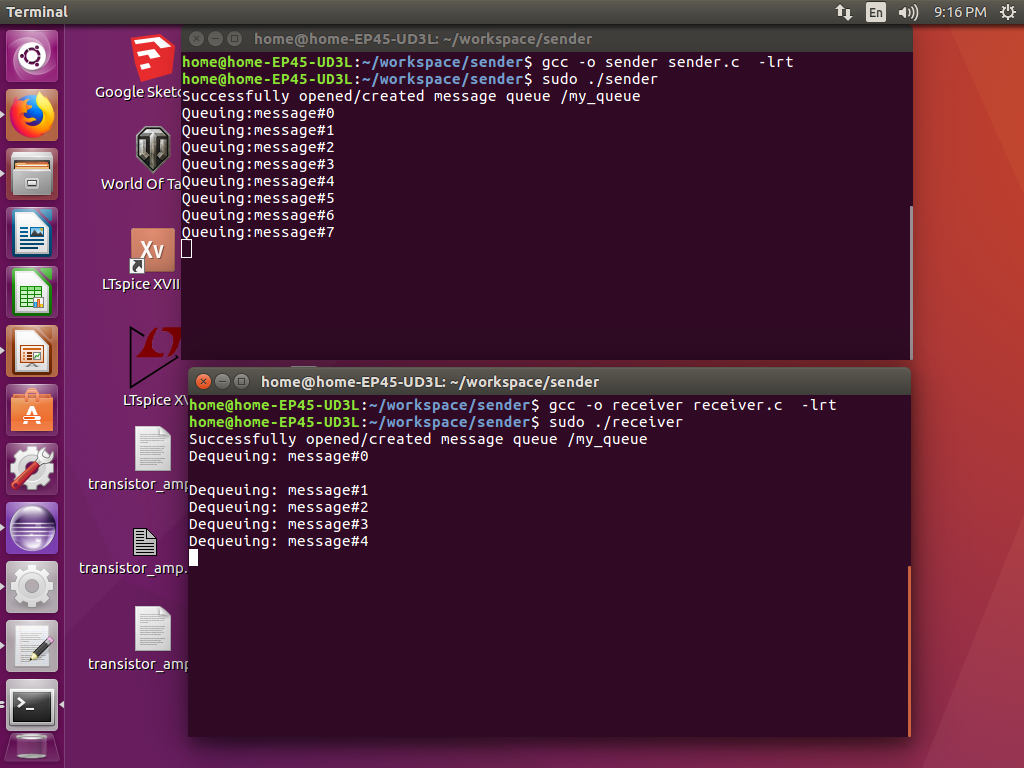 Terminal
En
9:16 PM
home@home-EP45-UD3L: ~/workspace/sender
home@home-EP45-UD3L:~/workspace/sender$ gcc -o sender sender.c  -lrt
home@home-EP45-UD3L:~/workspace/sender$ sudo ./sender
Successfully opened/created message queue /my_queue
Queuing:message#0
Queuing:message#1
Queuing:message#2
Queuing:message#3
Queuing:message#4
Queuing:message#5
Queuing:message#6
Queuing:message#7
home@home-EP45-UD3L: ~/workspace/sender
home@home-EP45-UD3L:~/workspace/sender$ gcc -o receiver receiver.c  -lrt
home@home-EP45-UD3L:~/workspace/sender$ sudo ./receiver
Successfully opened/created message queue /my_queue
Dequeuing: message#0
Dequeuing: message#1
Dequeuing: message#2
Dequeuing: message#3
Dequeuing: message#4
Google Sketc
World Of Ta
XV
LTspice XVII
LTspice XV
transistor_amp
transistor_amp.
transistor_amp
>_